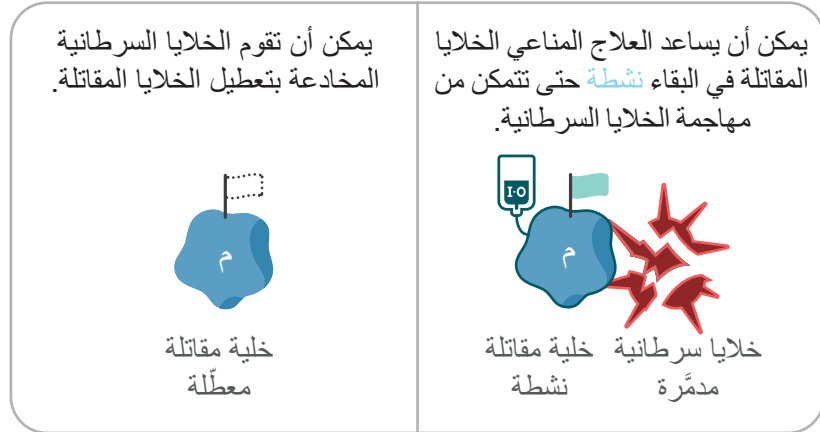 يمكن أن يساعد العلاج المناعي الخلايا
المقاتلة في البقاء نشطة حتى تتمكن من
مهاجمة الخلايا السرطانية.
I-O
م
خلايا سرطانية
مدمَّرة
خلية مقاتلة
نشطة
يمكن أن تقوم الخلايا السرطانية
المخادعة بتعطيل الخلايا المقاتلة.
م
خلية مقاتلة
معطّلة